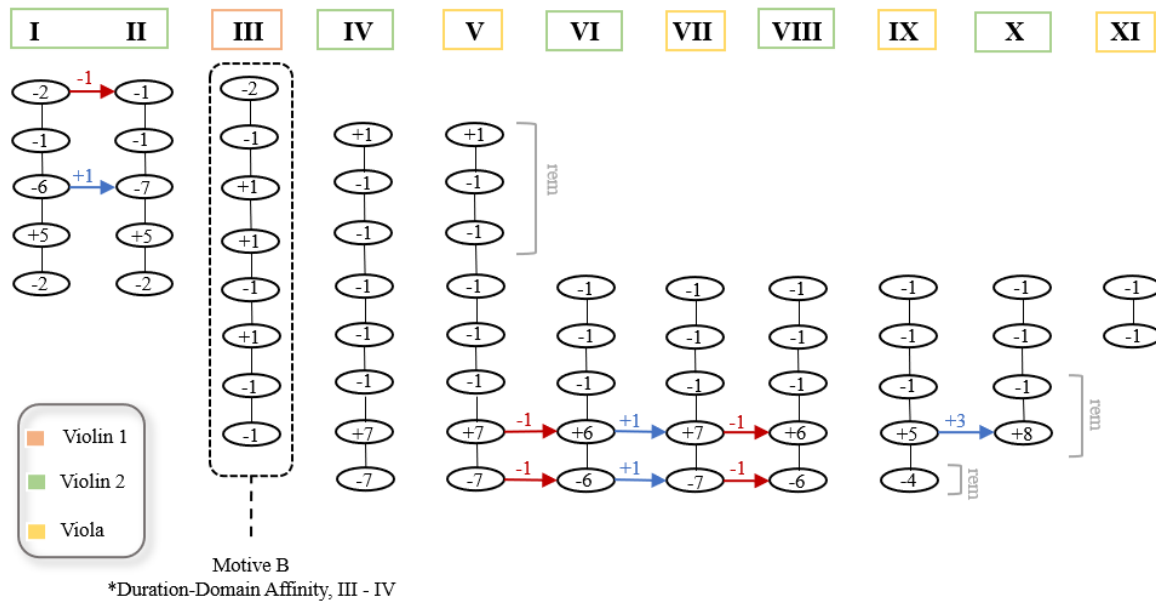 I II III IV V VI VII VIII IX X XI
-2 -1 -1 -2
-1 -1 -1 +1 +1
-6 +1 -7 +1 -1 -1 rem
+5 +5 +1 -1 -1
-2 -2 -1 -1 -1 -1 -1 -1 -1 -1 -1
+1 -1 -1 -1 -1 -1 -1 -1 -1
-1 -1 -1 -1 -1 -1 -1 -1 rem
-1 +7 +7 -1 +6 +1 +7 -1 +6 +5 +3 +8
-7 -7 -1 -6 +1 -7 -1 -6 -4 rem
Violin 1
Violin 2
Viola
Motive B
*Duration-Domain Affinity, III - IV